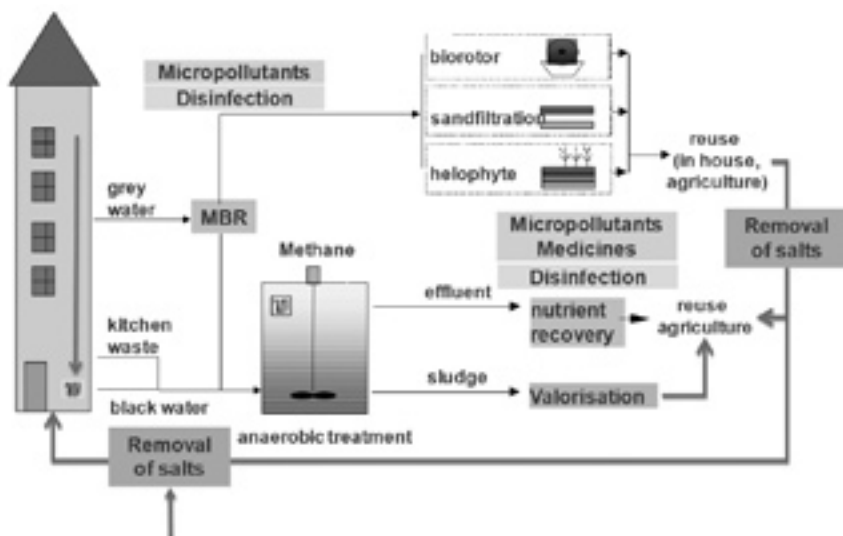 Micropollutants
Disinfection
biorotor
sandfiltration
helophyte
reuse
(in house,
agriculture)
grey
water
MBR
Removal
of salts
Micropollutants
Medicines
Disinfection
Methane
effluent
nutrient
recovery
reuse
agriculture
kitchen
waste
black water
sludge
Valorisation
anaerobic treatment
Removal
of salts